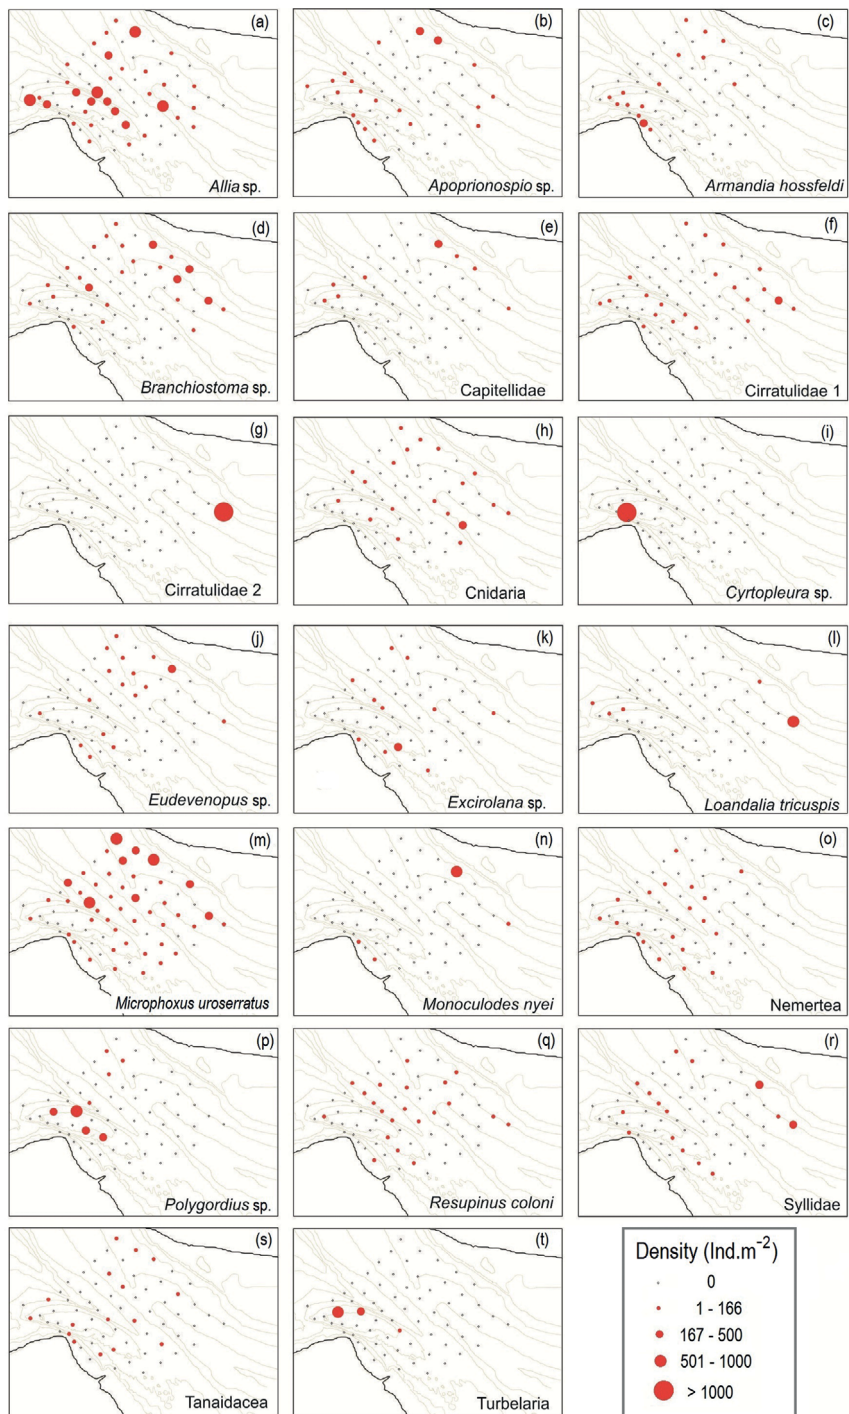 (a)
Allia sp.
(b)
Apoprionospio sp.
(c)
Armandia hossfeldi
(d)
Branchiostoma sp.
(e)
Capitellidae
(f)
Cirratulidae 1
(g)
Cirratulidae 2
(h)
Cnidaria
(i)
Cyrtopleura sp.
(j)
Eudevenopus sp.
(k)
Excirolana sp.
(l)
Loandalia tricuspis
(m)
Microphoxus uroserratus
(n)
Monoculodes nyei
(o)
Nemertea
(p)
Polygordius sp.
(q)
Resupinus coloni
(r)
Syllidae
(s)
Tanaidacea
(t)
Turbelaria
Density (Ind.m⁻²)
0
1 - 166
167 - 500
501 - 1000
> 1000